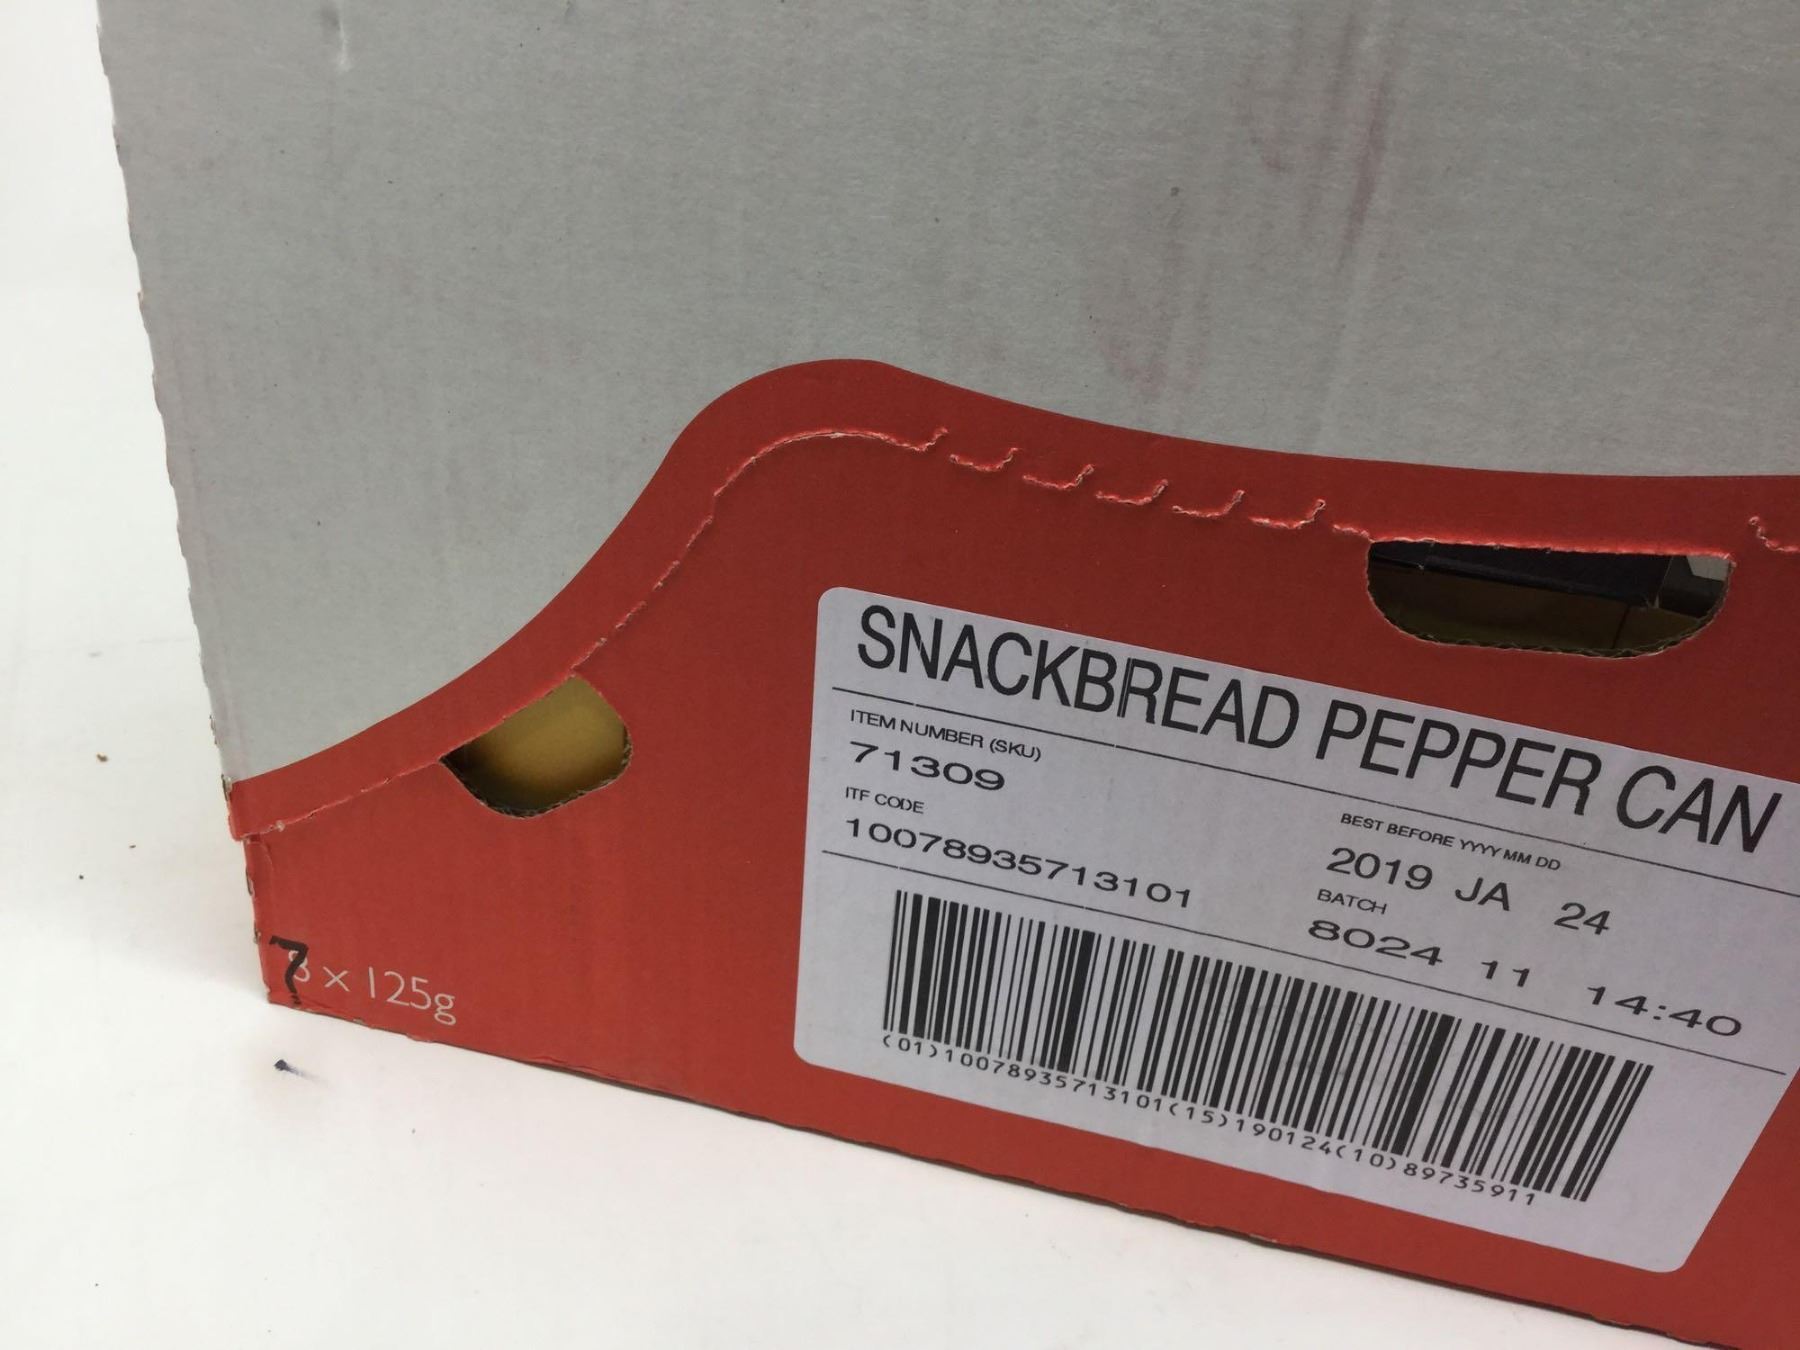 SNACKBREAD PEPPER CAN
ITEM NUMBER (SKU)
71309
ITF CODE
10078935713101
BEST BEFORE YYYY MM DD
2019 JA 24
BATCH
8024 11 14:40
(01)10078935713101(15)190124(10)89735911
7 x 125g